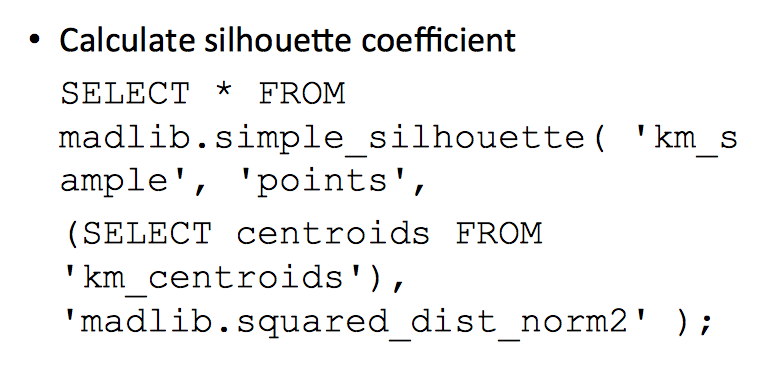 • Calculate silhouette coefficient
SELECT * FROM
madlib.simple_silhouette( 'km_s
ample', 'points',
(SELECT centroids FROM
'km_centroids'),
'madlib.squared_dist_norm2' );